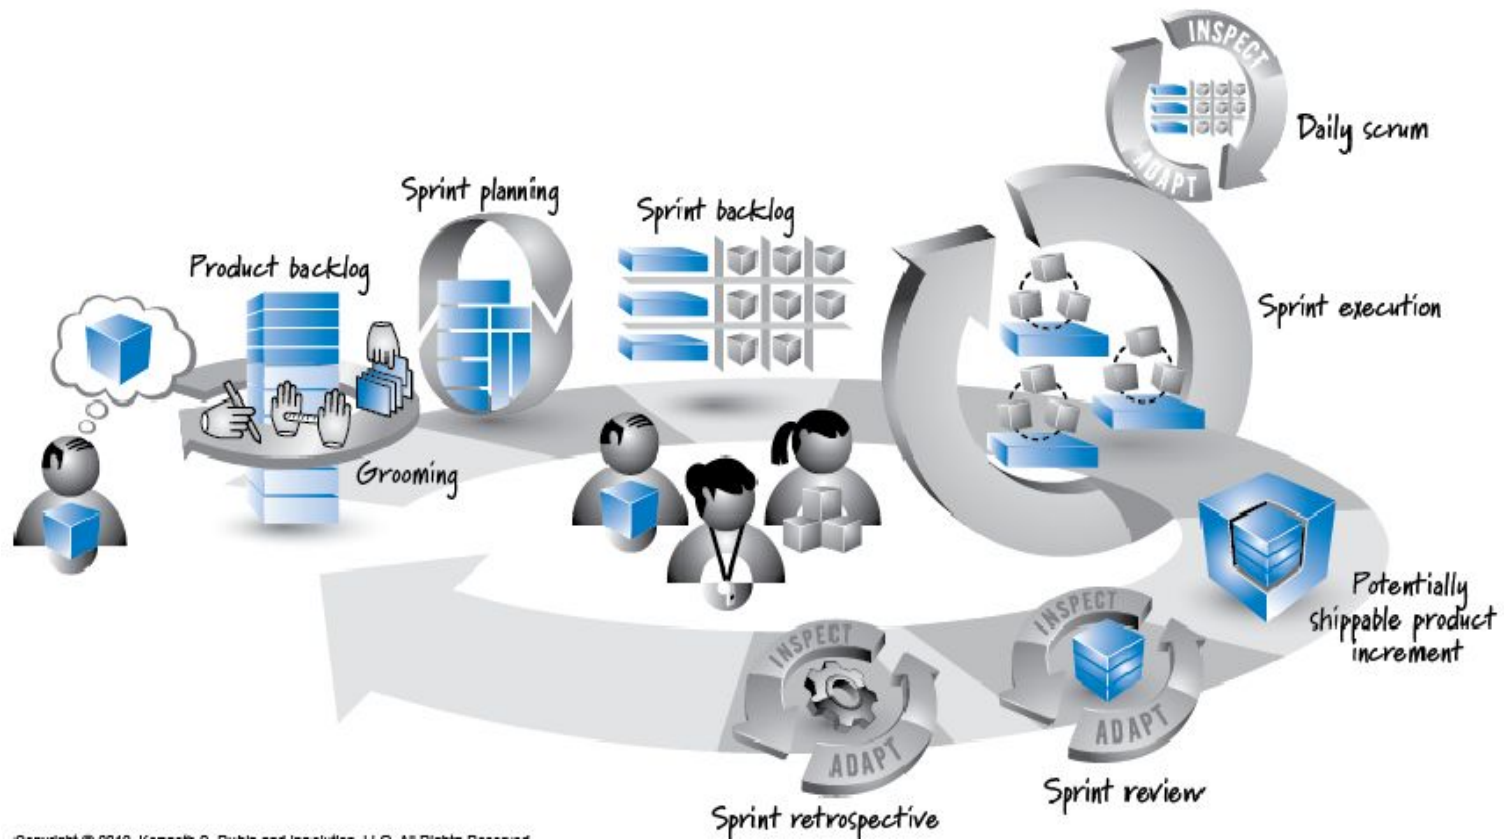 INSPECT
ADAPT
Daily scrum
Sprint planning
Sprint backlog
Product backlog
Sprint execution
Grooming
Potentially
shippable product
increment
INSPECT
ADAPT
Sprint review
INSPECT
ADAPT
Sprint retrospective